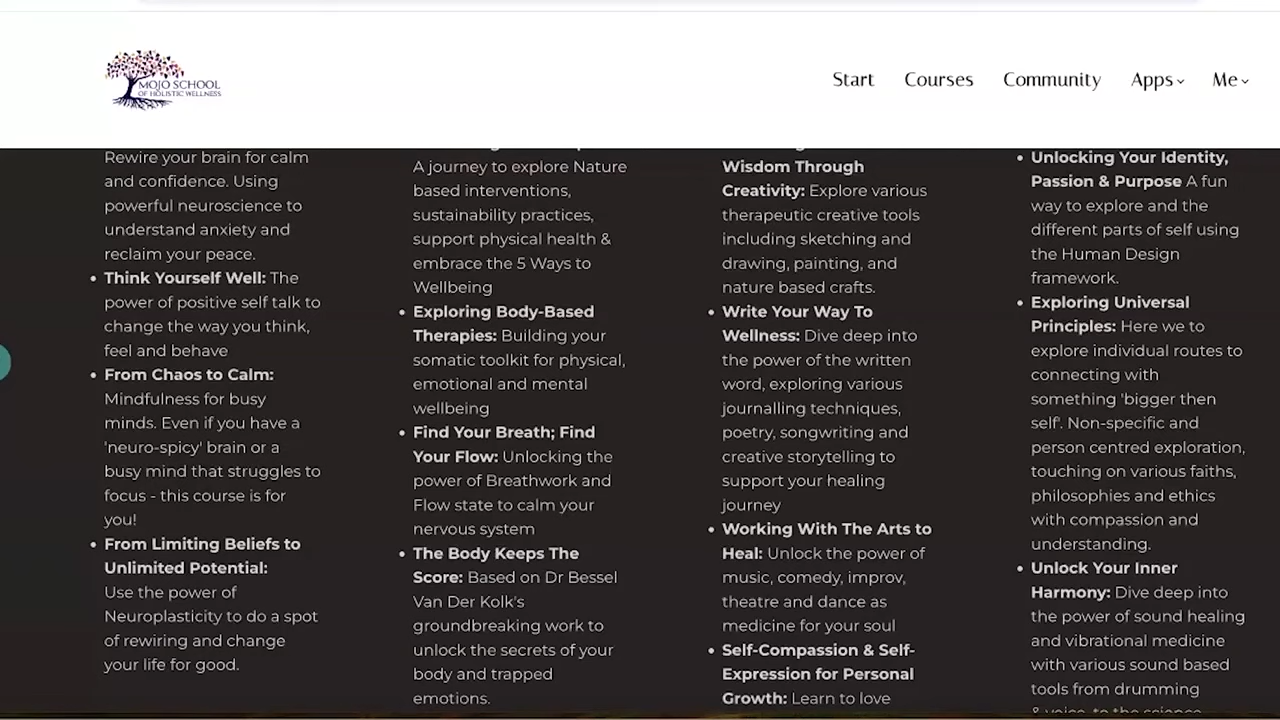 MOJO SCHOOL
OF HOLISTIC WELLNESS
Start
Courses
Community
Apps
Me
Rewire your brain for calm
and confidence. Using
powerful neuroscience to
understand anxiety and
reclaim your peace.
• Think Yourself Well: The
power of positive self talk to
change the way you think,
feel and behave
• From Chaos to Calm:
Mindfulness for busy
minds. Even if you have a
'neuro-spicy' brain or a
busy mind that struggles to
focus - this course is for
you!
• From Limiting Beliefs to
Unlimited Potential:
Use the power of
Neuroplasticity to do a spot
of rewiring and change
your life for good.
A journey to explore Nature
based interventions,
sustainability practices,
support physical health &
embrace the 5 Ways to
Wellbeing
• Exploring Body-Based
Therapies: Building your
somatic toolkit for physical,
emotional and mental
wellbeing
• Find Your Breath; Find
Your Flow: Unlocking the
power of Breathwork and
Flow state to calm your
nervous system
• The Body Keeps The
Score: Based on Dr Bessel
Van Der Kolk's
groundbreaking work to
unlock the secrets of your
body and trapped
emotions.
Wisdom Through
Creativity: Explore various
therapeutic creative tools
including sketching and
drawing, painting, and
nature based crafts.
• Write Your Way To
Wellness: Dive deep into
the power of the written
word, exploring various
journalling techniques,
poetry, songwriting and
creative storytelling to
support your healing
journey
• Working With The Arts to
Heal: Unlock the power of
music, comedy, improv,
theatre and dance as
medicine for your soul
• Self-Compassion & Self-
Expression for Personal
Growth: Learn to love
• Unlocking Your Identity,
Passion & Purpose A fun
way to explore and the
different parts of self using
the Human Design
framework.
• Exploring Universal
Principles: Here we to
explore individual routes to
connecting with
something 'bigger then
self'. Non-specific and
person centred exploration,
touching on various faiths,
philosophies and ethics
with compassion and
understanding.
• Unlock Your Inner
Harmony: Dive deep into
the power of sound healing
and vibrational medicine
with various sound based
tools from drumming
& voice, to the science